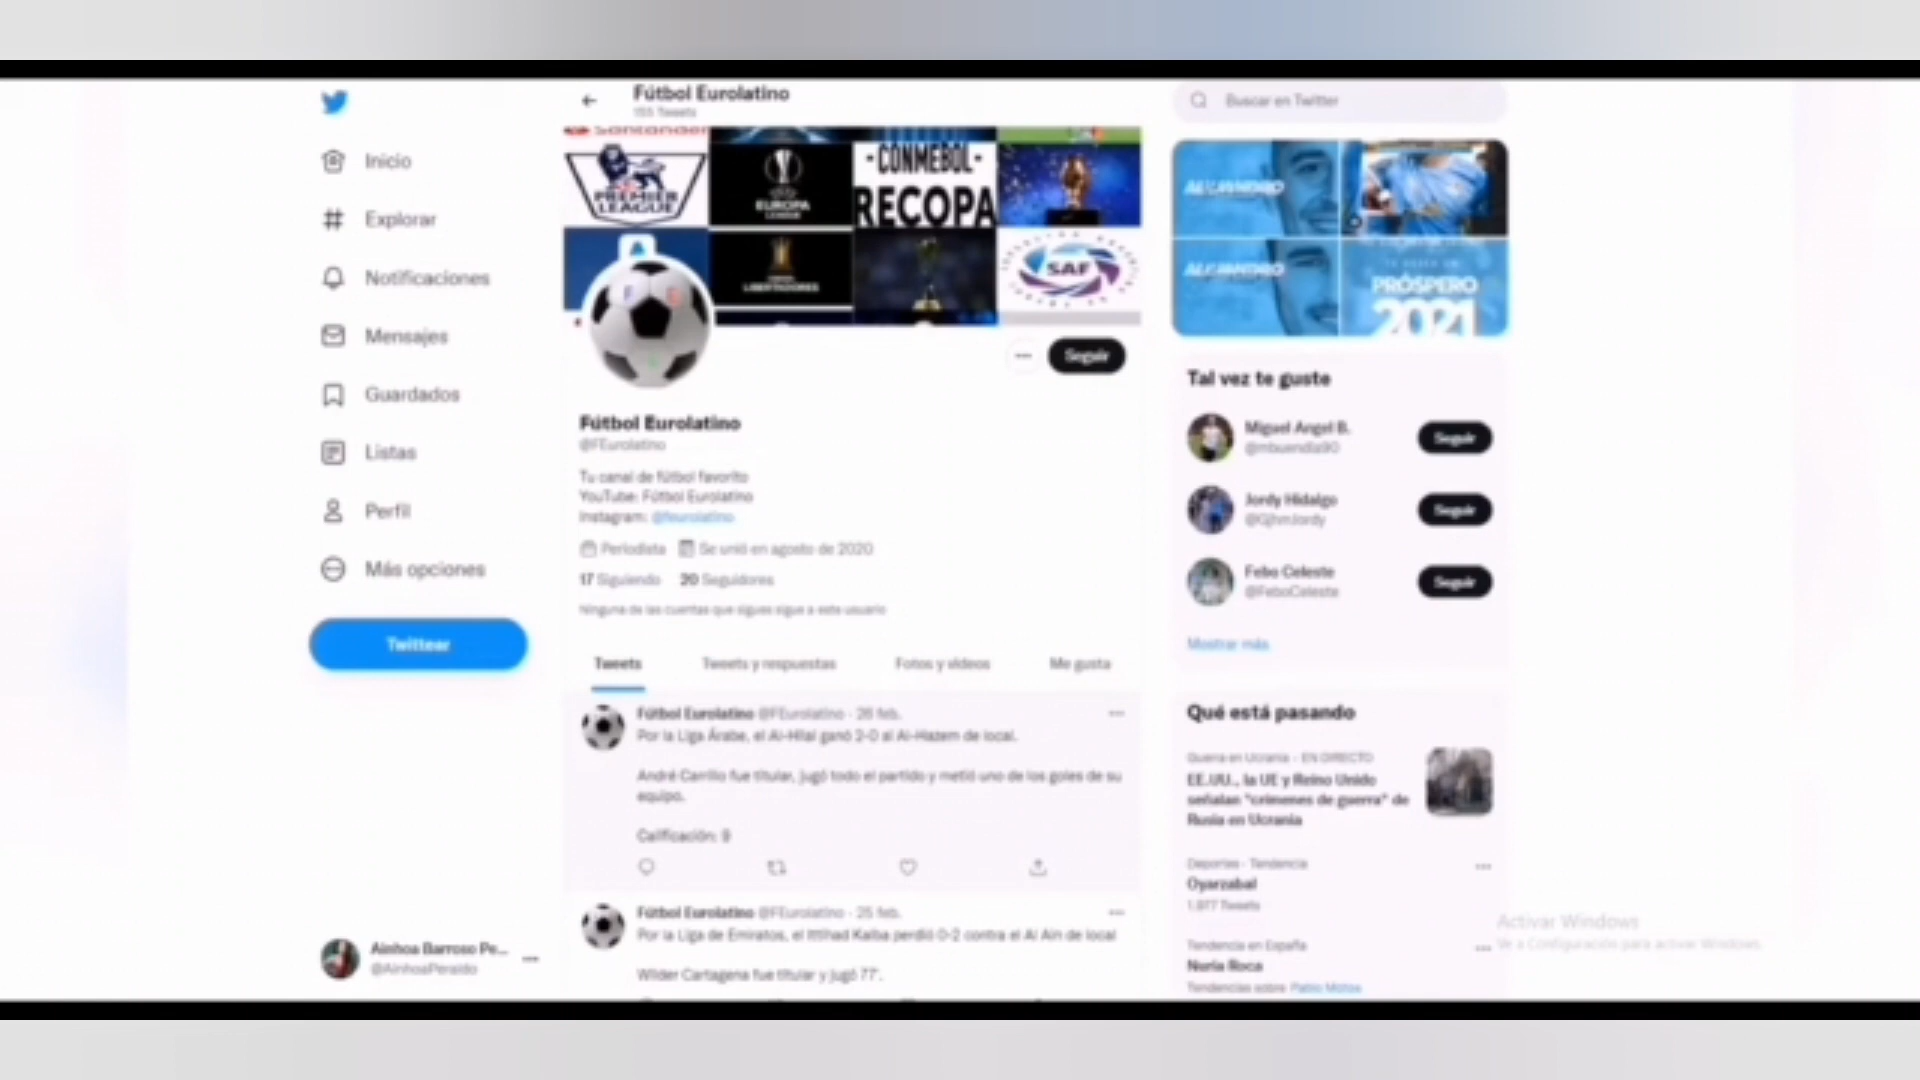 Inicio
Explorar
Notificaciones
Mensajes
Guardados
Listas
Perfil
Más opciones
Twittear
Ainhoa Barroso Pe...
@AinhoaPeraido
Fútbol Eurolatino
155 Tweets
Santander
PREMIER
LEAGUE
EUROPA
LEAGUE
-CONMEBOL-
RECOPA
LIBERTADORES
SAF
Seguir
Fútbol Eurolatino
@FEurolatino
Tu canal de fútbol favorito
YouTube: Fútbol Eurolatino
Instagram: @feurolatino
Periodista Se unió en agosto de 2020
17 Siguiendo 20 Seguidores
Ninguna de las cuentas que sigues sigue a este usuario
Tweets Tweets y respuestas Fotos y vídeos Me gusta
Fútbol Eurolatino @FEurolatino · 26 feb.
Por la Liga Árabe, el Al-Hilal ganó 2-0 al Al-Hazem de local.
André Carrillo fue titular, jugó todo el partido y metió uno de los goles de su
equipo.
Calificación: 9
Fútbol Eurolatino @FEurolatino · 25 feb.
Por la Liga de Emiratos, el Ittihad Kalba perdió 0-2 contra el Al Ain de local
Wilder Cartagena fue titular y jugó 77'.
Buscar en Twitter
ALEJANDRO
ALEJANDRO
PRÓSPERO
2021
Tal vez te guste
Miguel Angel B.
@mbuendia90
Seguir
Jordy Hidalgo
@GjhmJordy
Seguir
Febo Celeste
@FeboCeleste
Seguir
Mostrar más
Qué está pasando
Guerra en Ucrania · EN DIRECTO
EE.UU., la UE y Reino Unido
señalan "crímenes de guerra" de
Rusia en Ucrania
Deportes · Tendencia
Oyarzabal
1.877 Tweets
Tendencia en España
Nuria Roca
Tendencias sobre Pablo Motos
Activar Windows
Ve a Configuración para activar Windows.